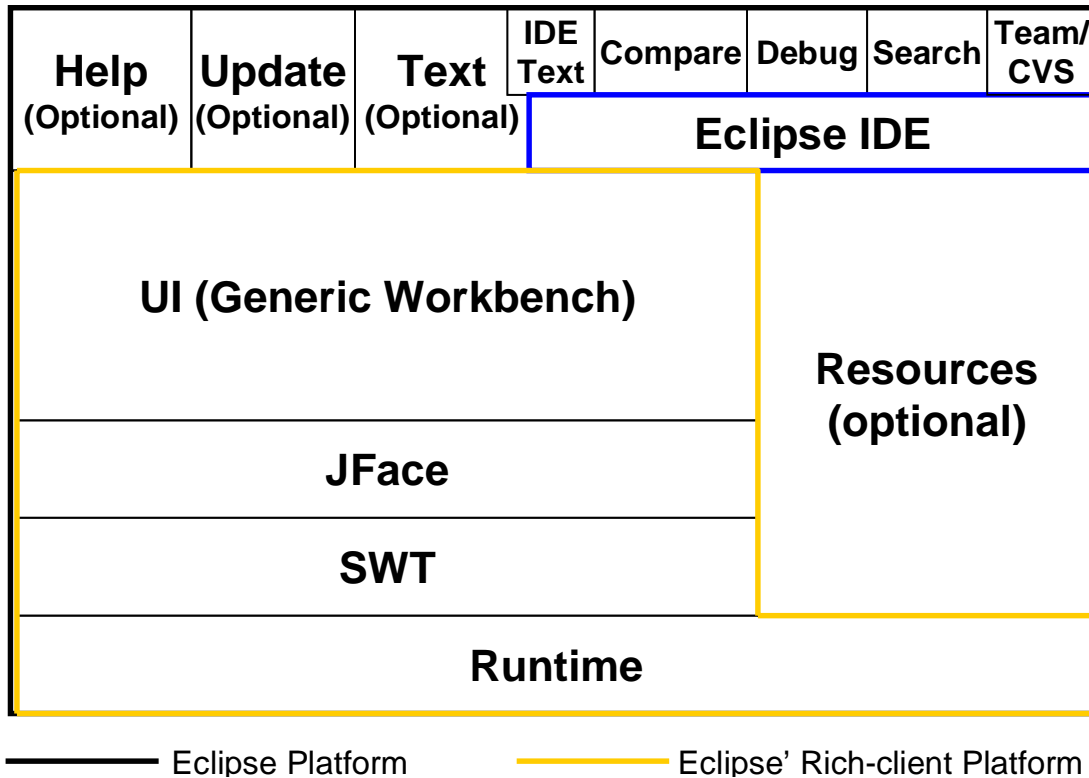 Help
(Optional)
Update
(Optional)
Text
(Optional)
IDE
Text
Compare
Debug
Search
Team/
CVS
Eclipse IDE
UI (Generic Workbench)
Resources
(optional)
JFace
SWT
Runtime
Eclipse Platform
Eclipse’ Rich-client Platform